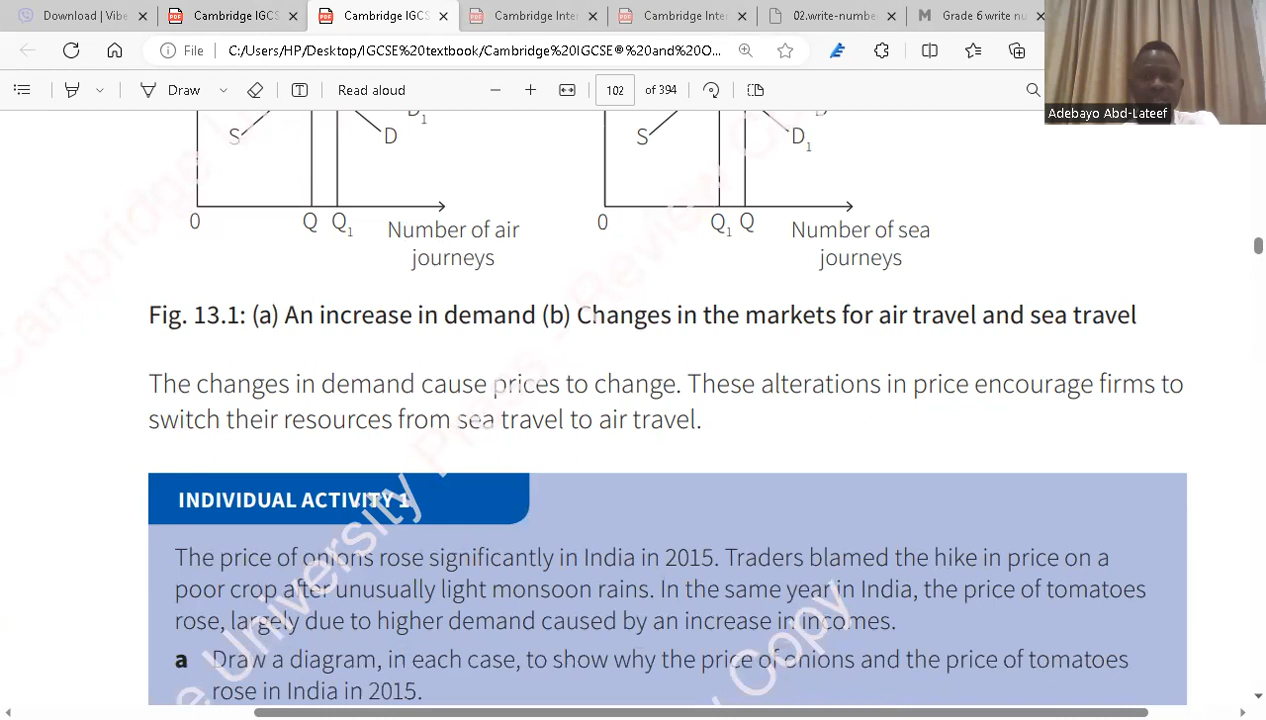 Download | Vibe
Cambridge IGCS
Cambridge IGCS
Cambridge Inte
Cambridge Inte
02.write-number
Grade 6 write nu
File
C:/Users/HP/Desktop/IGCSE%20textbook/Cambridge%20IGCSE®%20and%20O...
Draw
Read aloud
102 of 394
Adebayo Abd-Lateef
D1
S
D
S
D1
0 Q Q1
Number of air
journeys
0 Q1 Q
Number of sea
journeys
Fig. 13.1: (a) An increase in demand (b) Changes in the markets for air travel and sea travel
The changes in demand cause prices to change. These alterations in price encourage firms to
switch their resources from sea travel to air travel.
INDIVIDUAL ACTIVITY 1
The price of onions rose significantly in India in 2015. Traders blamed the hike in price on a
poor crop after unusually light monsoon rains. In the same year in India, the price of tomatoes
rose, largely due to higher demand caused by an increase in incomes.
a Draw a diagram, in each case, to show why the price of onions and the price of tomatoes
rose in India in 2015.